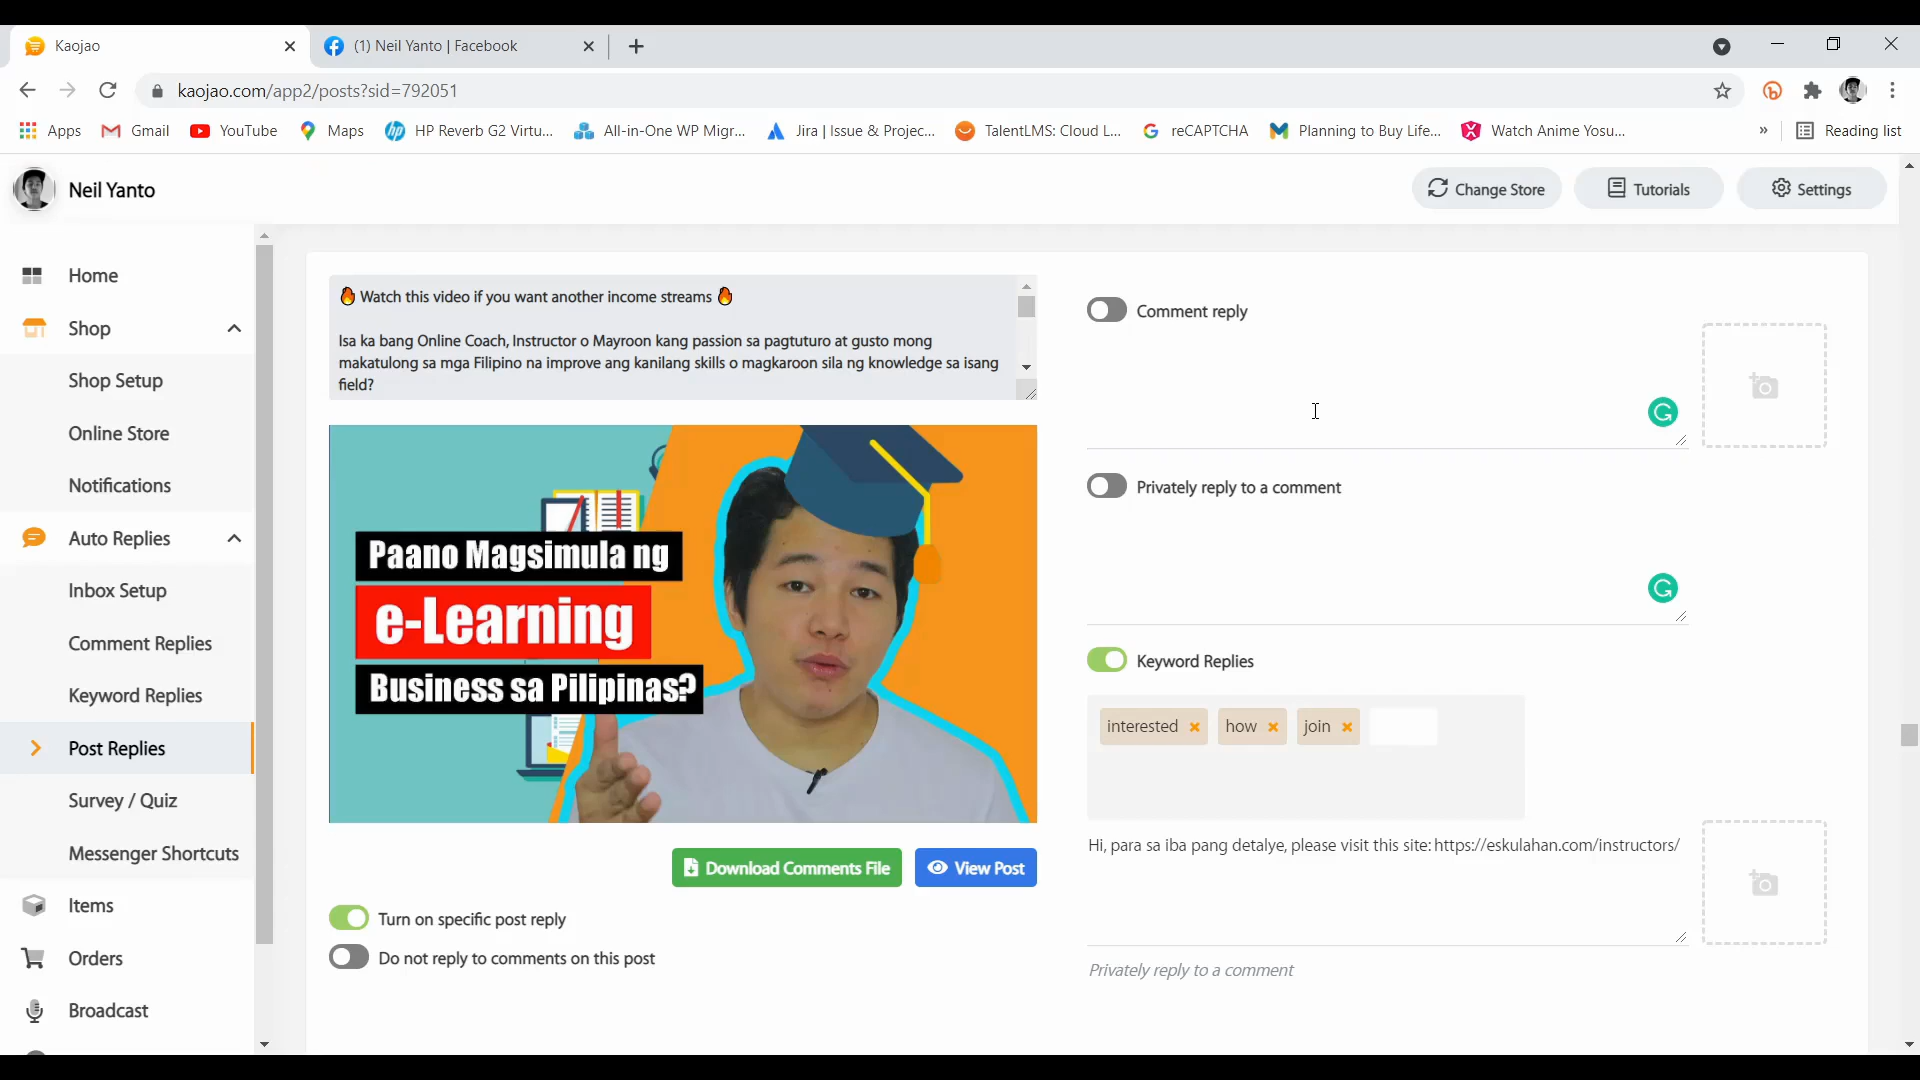 Kaojao
(1) Neil Yanto | Facebook
kaojao.com/app2/posts?sid=792051
Apps
Gmail
YouTube
Maps
HP Reverb G2 Virtu...
All-in-One WP Migr...
Jira | Issue & Projec...
TalentLMS: Cloud L...
reCAPTCHA
Planning to Buy Life...
Watch Anime Yosu...
»
Reading list
Neil Yanto
Change Store
Tutorials
Settings
Home
Shop
Shop Setup
Online Store
Notifications
Auto Replies
Inbox Setup
Comment Replies
Keyword Replies
Post Replies
Survey / Quiz
Messenger Shortcuts
Items
Orders
Broadcast
🔥 Watch this video if you want another income streams 🔥
Isa ka bang Online Coach, Instructor o Mayroon kang passion sa pagtuturo at gusto mong
makatulong sa mga Filipino na improve ang kanilang skills o magkaroon sila ng knowledge sa isang
field?
Paano Magsimula ng
e-Learning
Business sa Pilipinas?
Download Comments File
View Post
Turn on specific post reply
Do not reply to comments on this post
Comment reply
Privately reply to a comment
Keyword Replies
interested
how
join
Hi, para sa iba pang detalye, please visit this site: https://eskulahan.com/instructors/
Privately reply to a comment